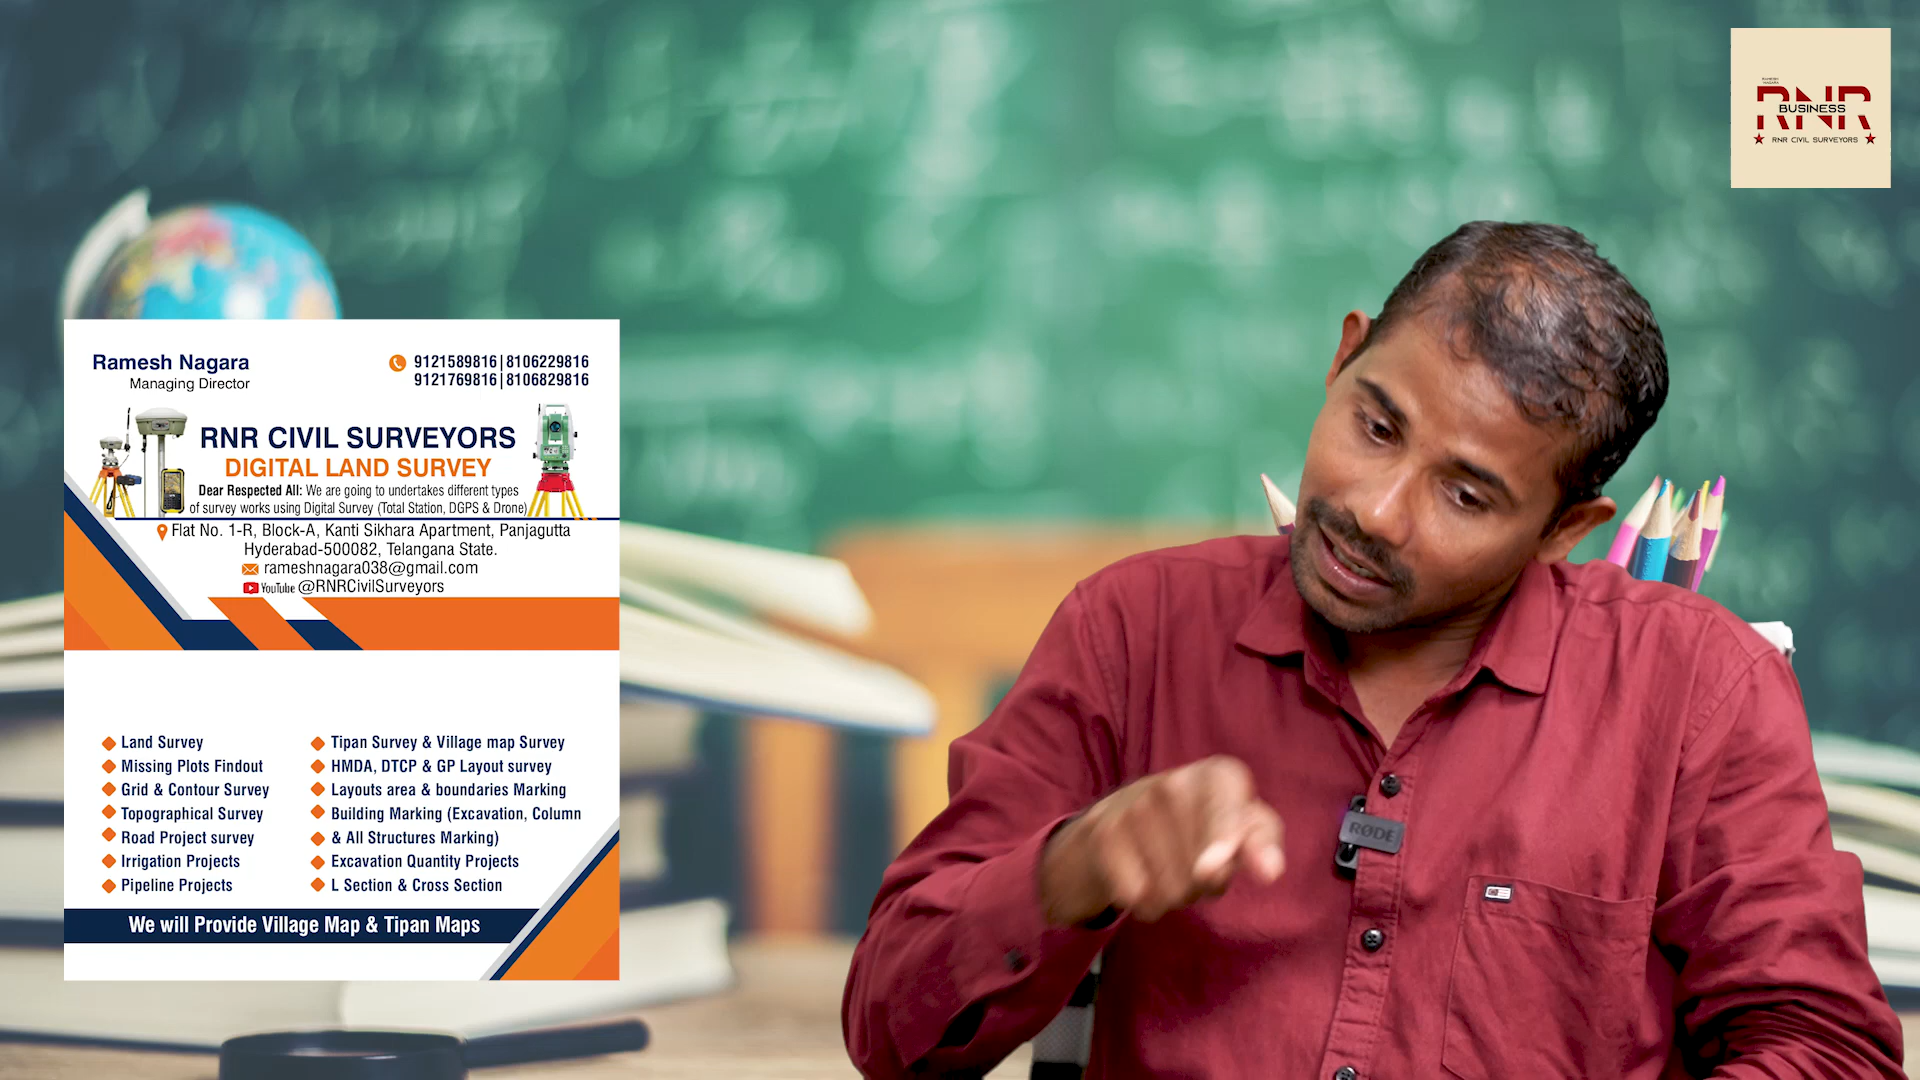 RAMESH
NAGARA
RNR
BUSINESS
RNR CIVIL SURVEYORS
Ramesh Nagara
Managing Director
9121589816|8106229816
9121769816|8106829816
RNR CIVIL SURVEYORS
DIGITAL LAND SURVEY
Dear Respected All: We are going to undertakes different types
of survey works using Digital Survey (Total Station, DGPS & Drone)
Flat No. 1-R, Block-A, Kanti Sikhara Apartment, Panjagutta
Hyderabad-500082, Telangana State.
rameshnagara038@gmail.com
YouTube @RNRCivilSurveyors
Land Survey
Missing Plots Findout
Grid & Contour Survey
Topographical Survey
Road Project survey
Irrigation Projects
Pipeline Projects
Tipan Survey & Village map Survey
HMDA, DTCP & GP Layout survey
Layouts area & boundaries Marking
Building Marking (Excavation, Column
& All Structures Marking)
Excavation Quantity Projects
L Section & Cross Section
We will Provide Village Map & Tipan Maps
RØDE